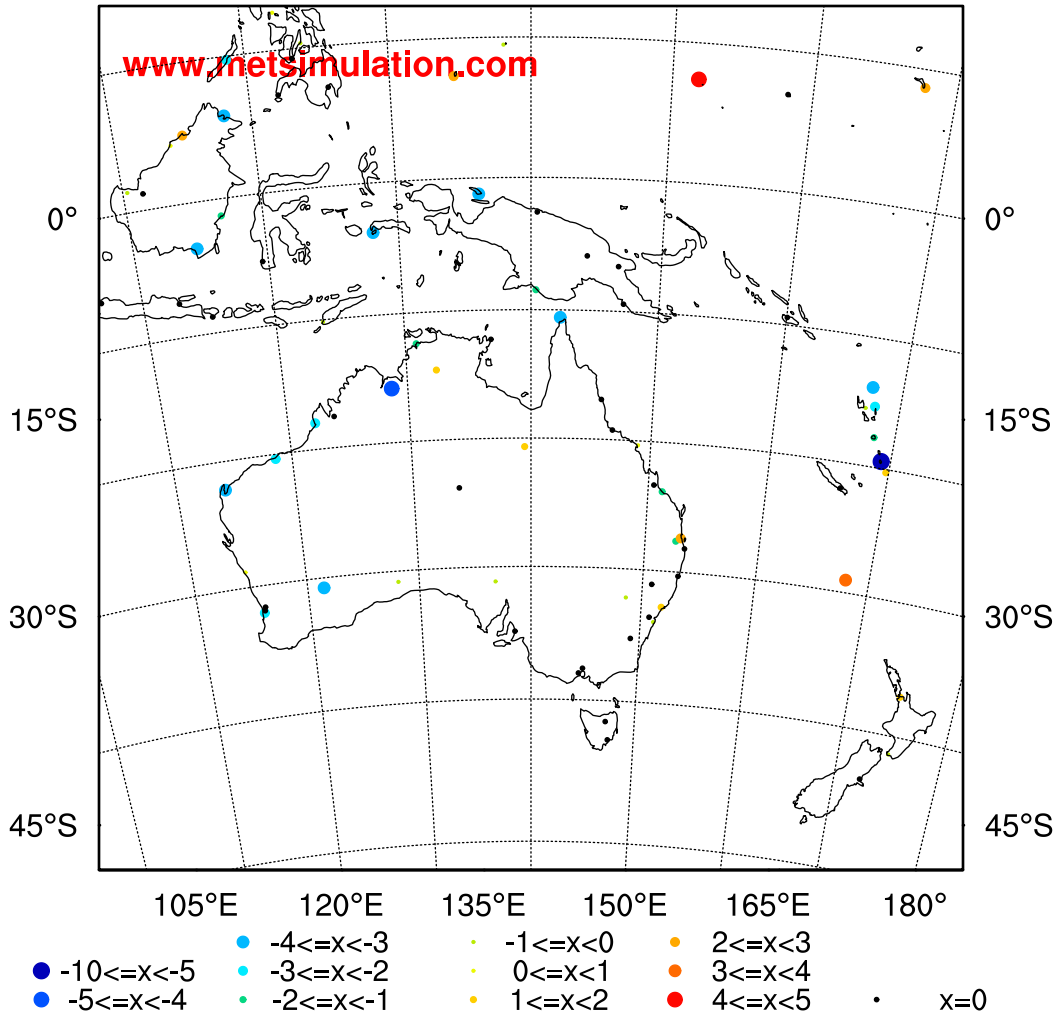 www.metsimulation.com
0° 0°
15°S 15°S
30°S 30°S
45°S 45°S
105°E 120°E 135°E 150°E 165°E 180°
-4<=x<-3 -1<=x<0 2<=x<3
-10<=x<-5 -3<=x<-2 0<=x<1 3<=x<4
-5<=x<-4 -2<=x<-1 1<=x<2 4<=x<5 x=0